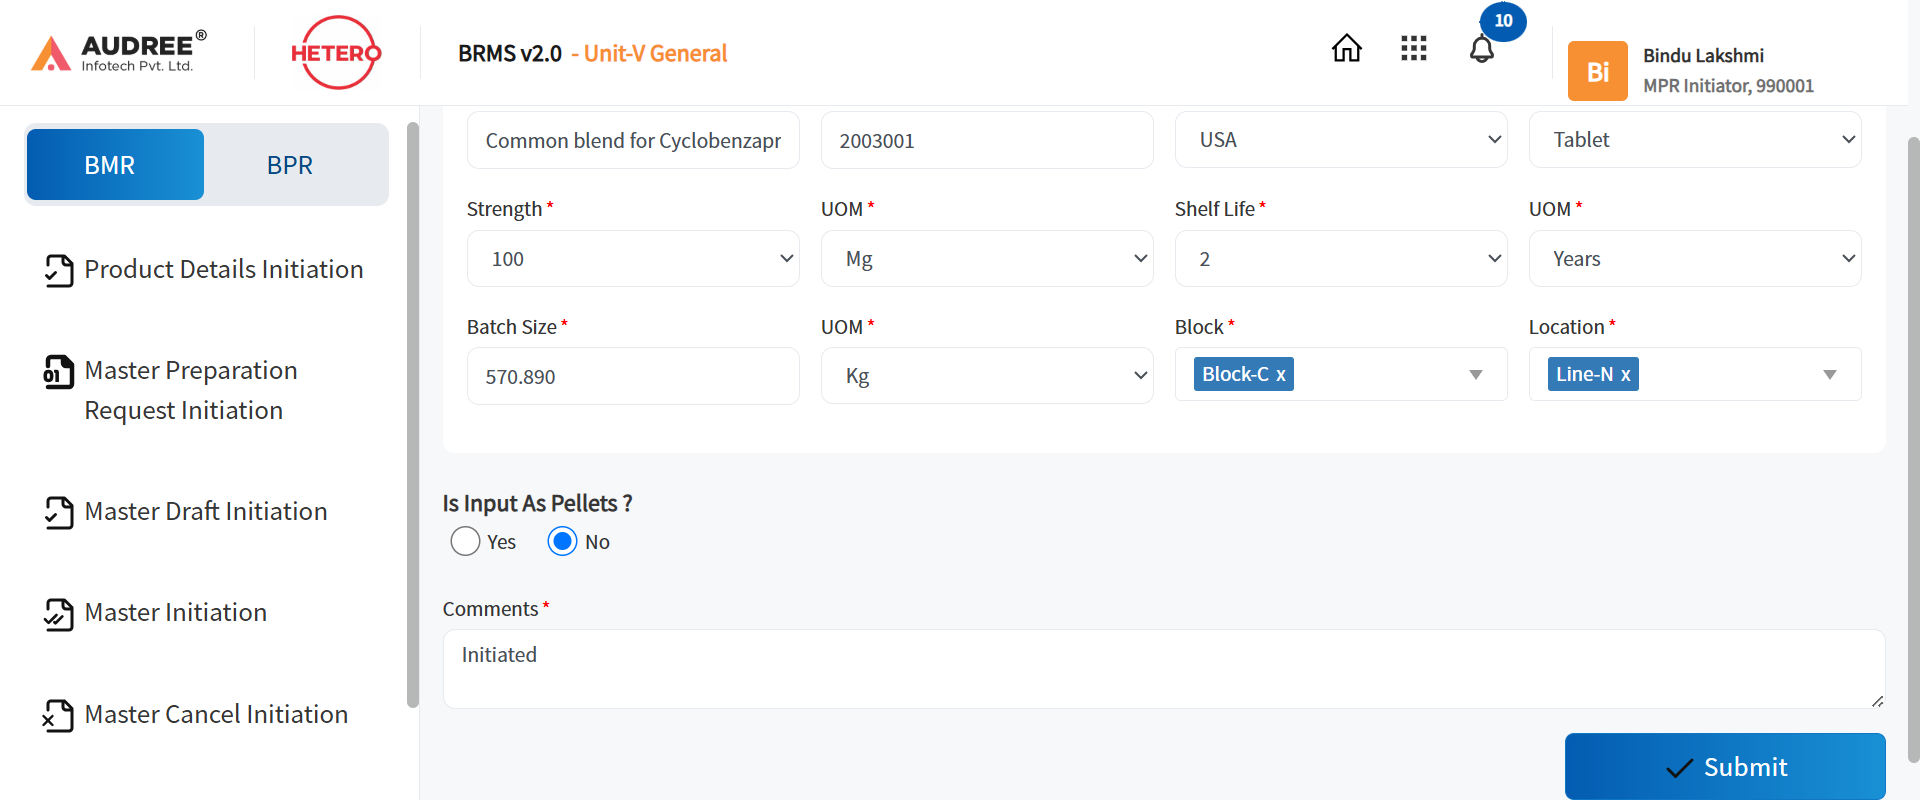 AUDREE®
Infotech Pvt. Ltd.
HETERO
BRMS v2.0 - Unit-V General
10
Bi
Bindu Lakshmi
MPR Initiator, 990001
BMR
BPR
Product Details Initiation
01
Master Preparation
Request Initiation
Master Draft Initiation
Master Initiation
Master Cancel Initiation
Common blend for Cyclobenzapr
2003001
USA
Tablet
Strength *
UOM *
Shelf Life *
UOM *
100
Mg
2
Years
Batch Size *
UOM *
Block *
Location *
570.890
Kg
Block-C x
Line-N x
Is Input As Pellets ?
Yes
No
Comments *
Initiated
Submit